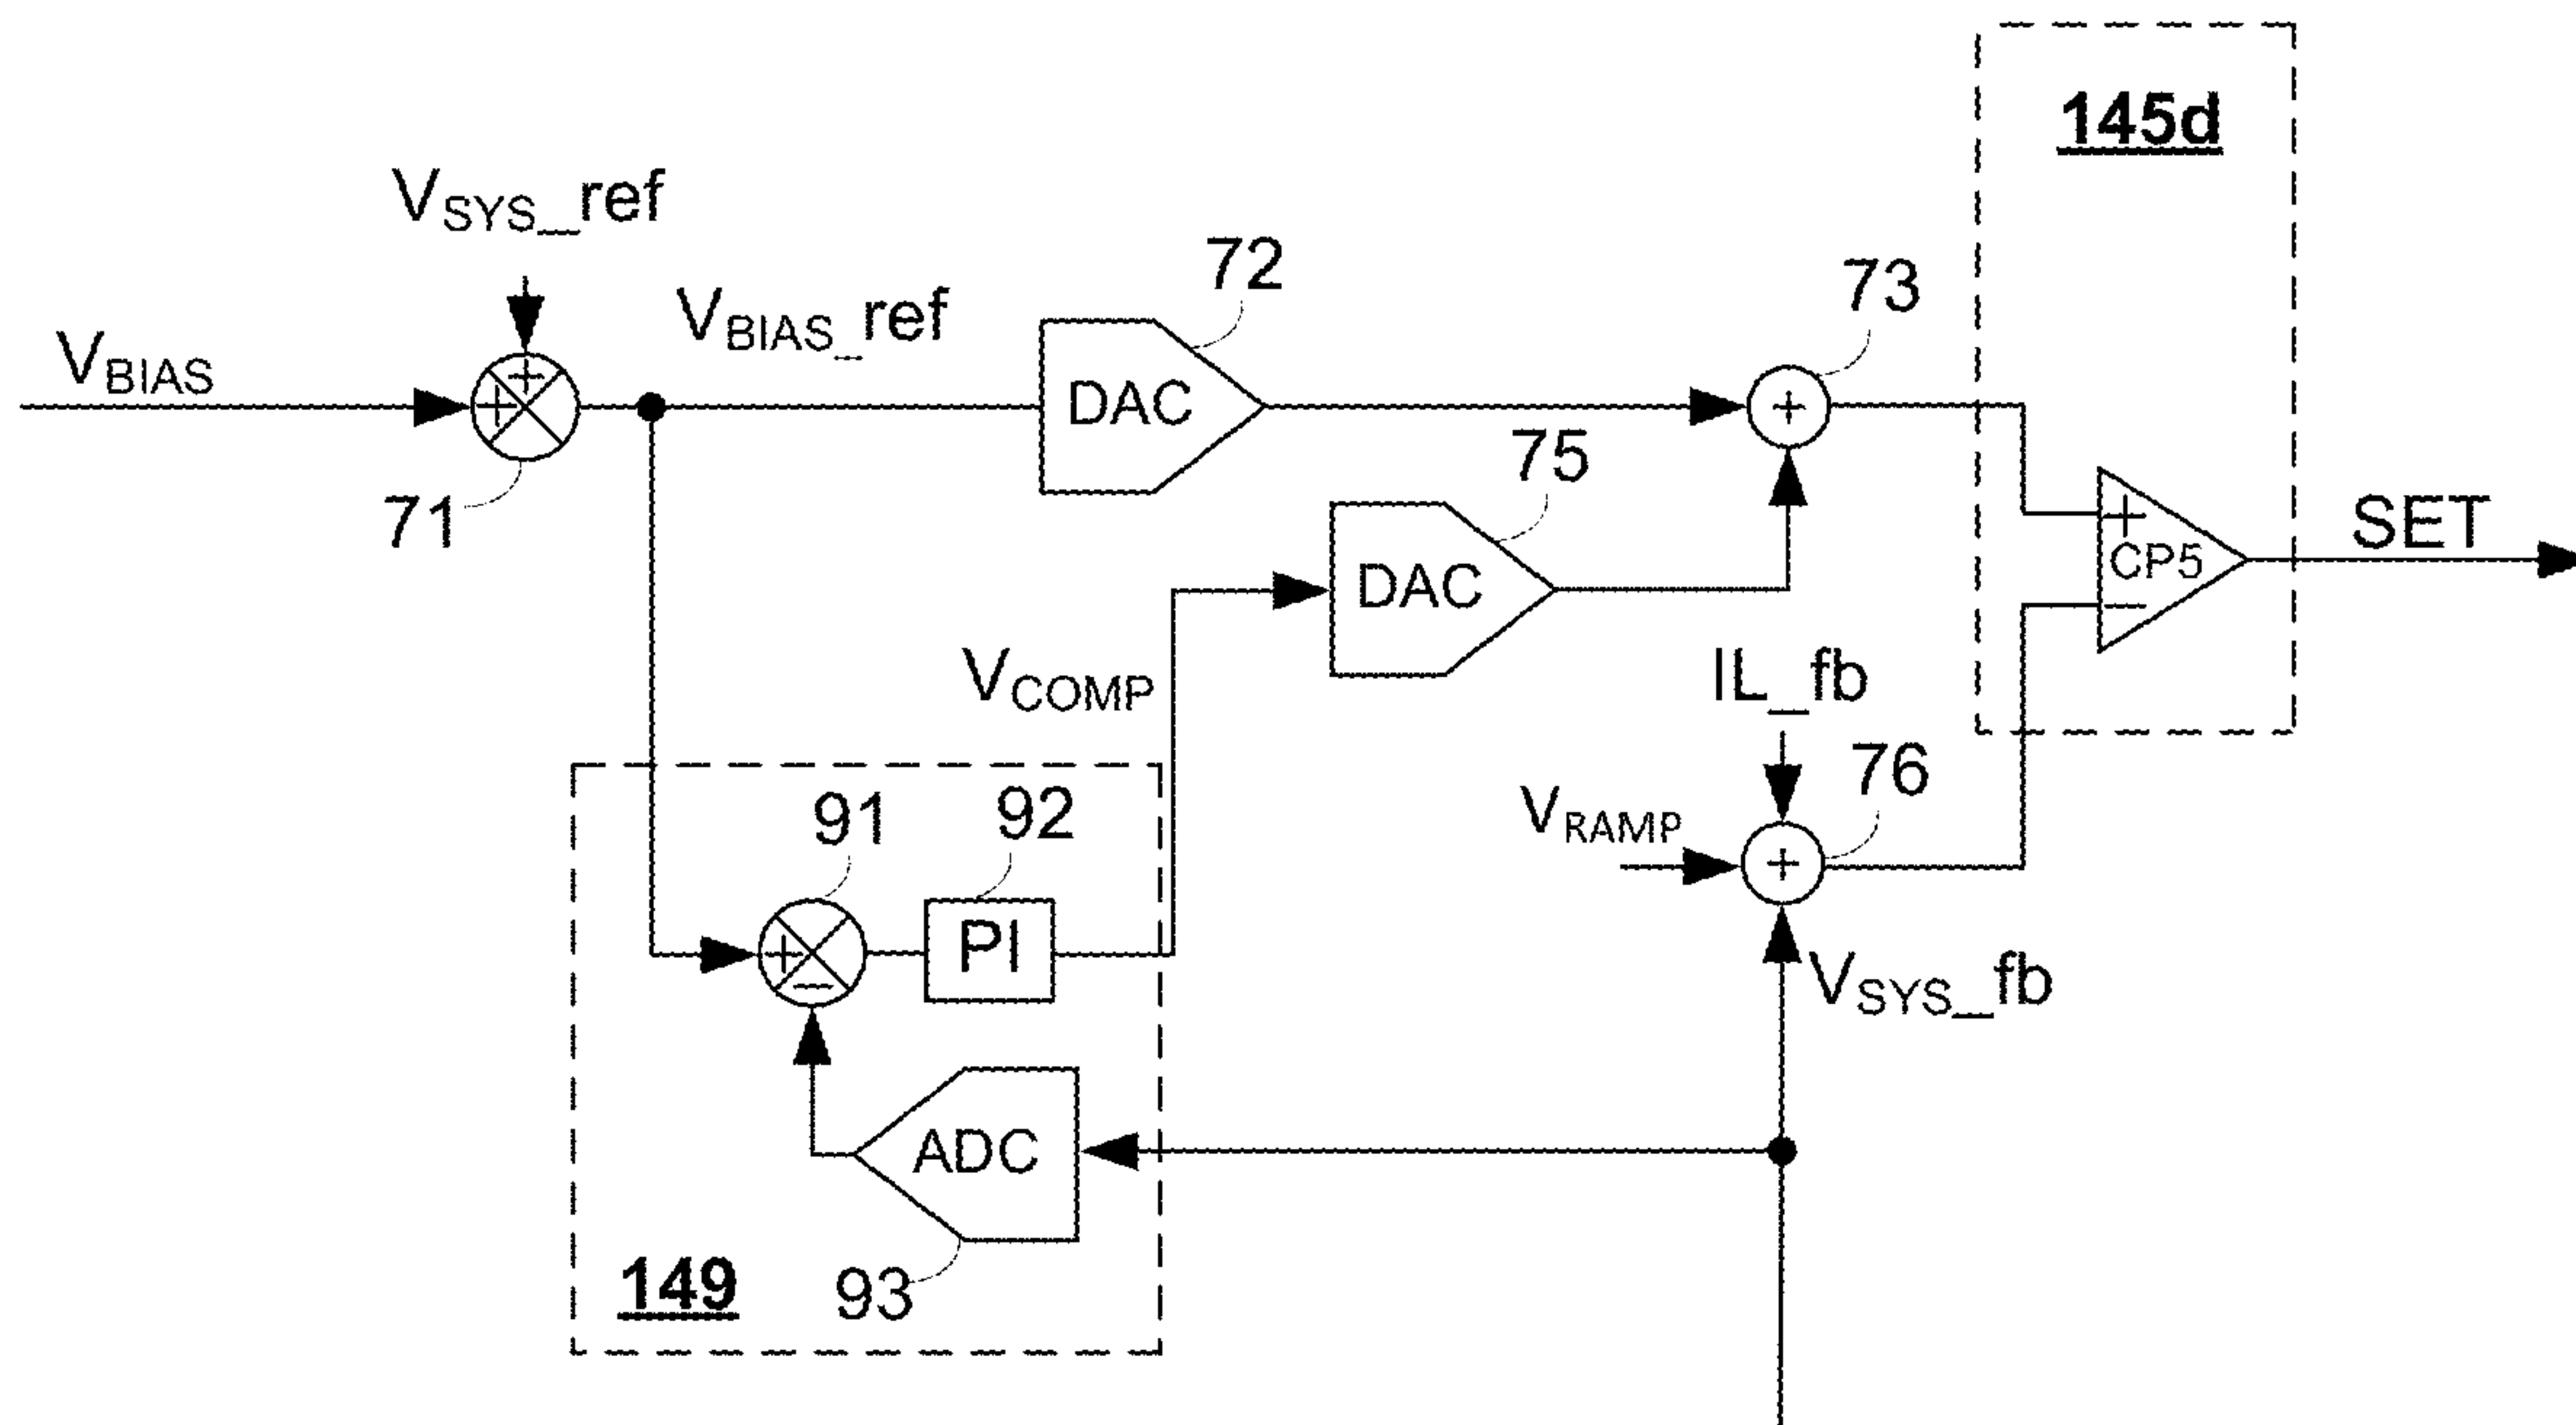 145d
VSYS_ref
72
73
VBIAS
VBIAS_ref
+
+
DAC
+
75
71
SET
+
CP5
−
DAC
VCOMP
IL_fb
76
91
92
VRAMP
+
+
PI
−
VSYS_fb
ADC
149
93